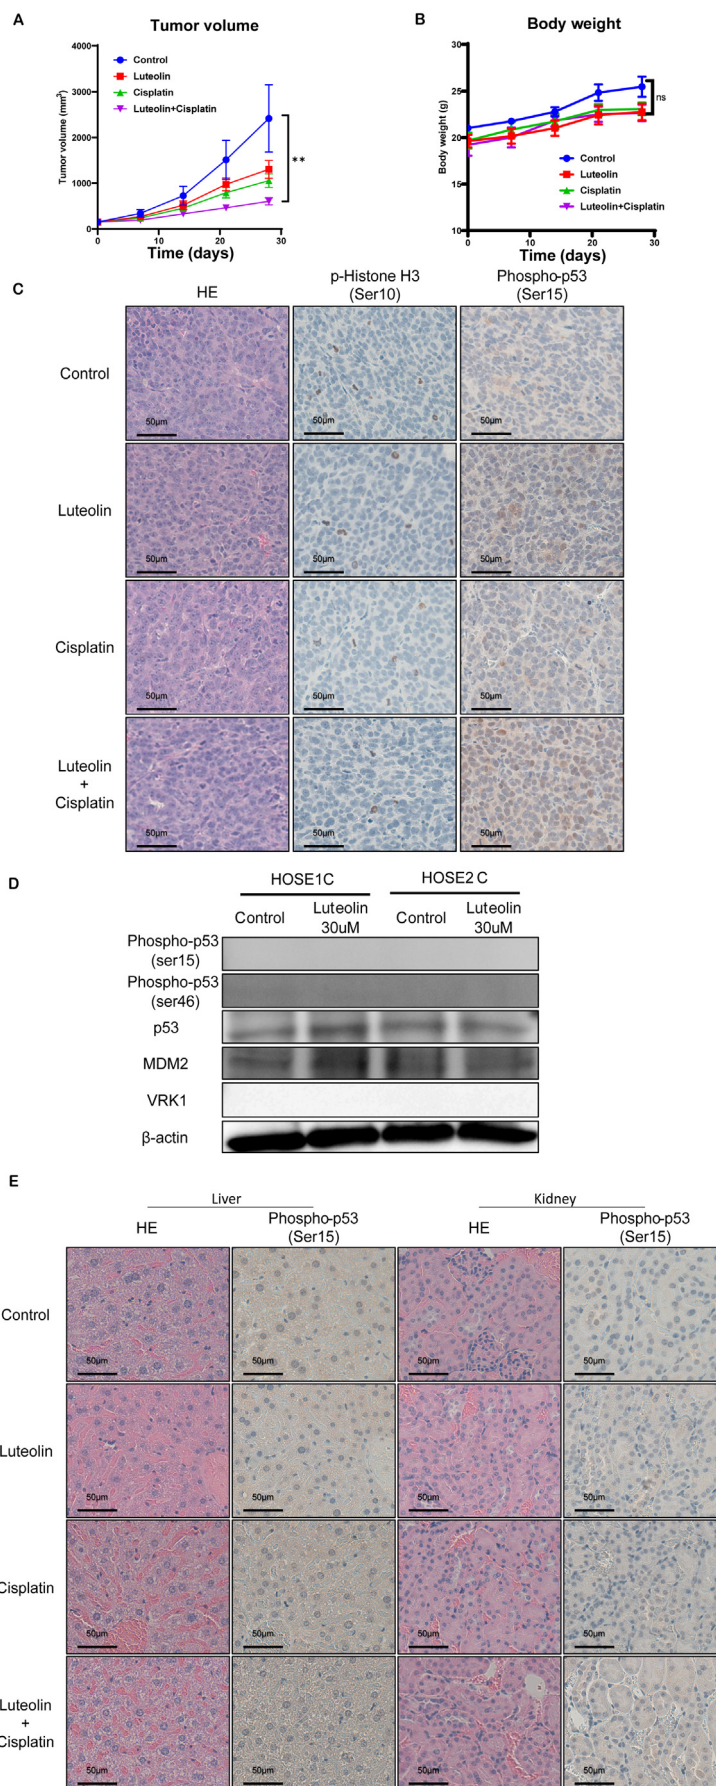 A
Tumor volume
Tumor volume (mm³)
4000
3000
2000
1000
0
0
10
20
30
Time (days)
Control
Luteolin
Cisplatin
Luteolin+Cisplatin
**
B
Body weight
Body weight (g)
30
25
20
15
10
0
10
20
30
Time (days)
ns
Control
Luteolin
Cisplatin
Luteolin+Cisplatin
C
HE
p-Histone H3
(Ser10)
Phospho-p53
(Ser15)
Control
50µm
50µm
50µm
Luteolin
50µm
50µm
50µm
Cisplatin
50µm
50µm
50µm
Luteolin
+
Cisplatin
50µm
50µm
50µm
D
HOSE1C
HOSE2 C
Control
Luteolin
30uM
Control
Luteolin
30uM
Phospho-p53
(ser15)
Phospho-p53
(ser46)
p53
MDM2
VRK1
β-actin
E
Liver
Kidney
HE
Phospho-p53
(Ser15)
HE
Phospho-p53
(Ser15)
Control
50µm
50µm
50µm
50µm
Luteolin
50µm
50µm
50µm
50µm
Cisplatin
50µm
50µm
50µm
50µm
Luteolin
+
Cisplatin
50µm
50µm
50µm
50µm